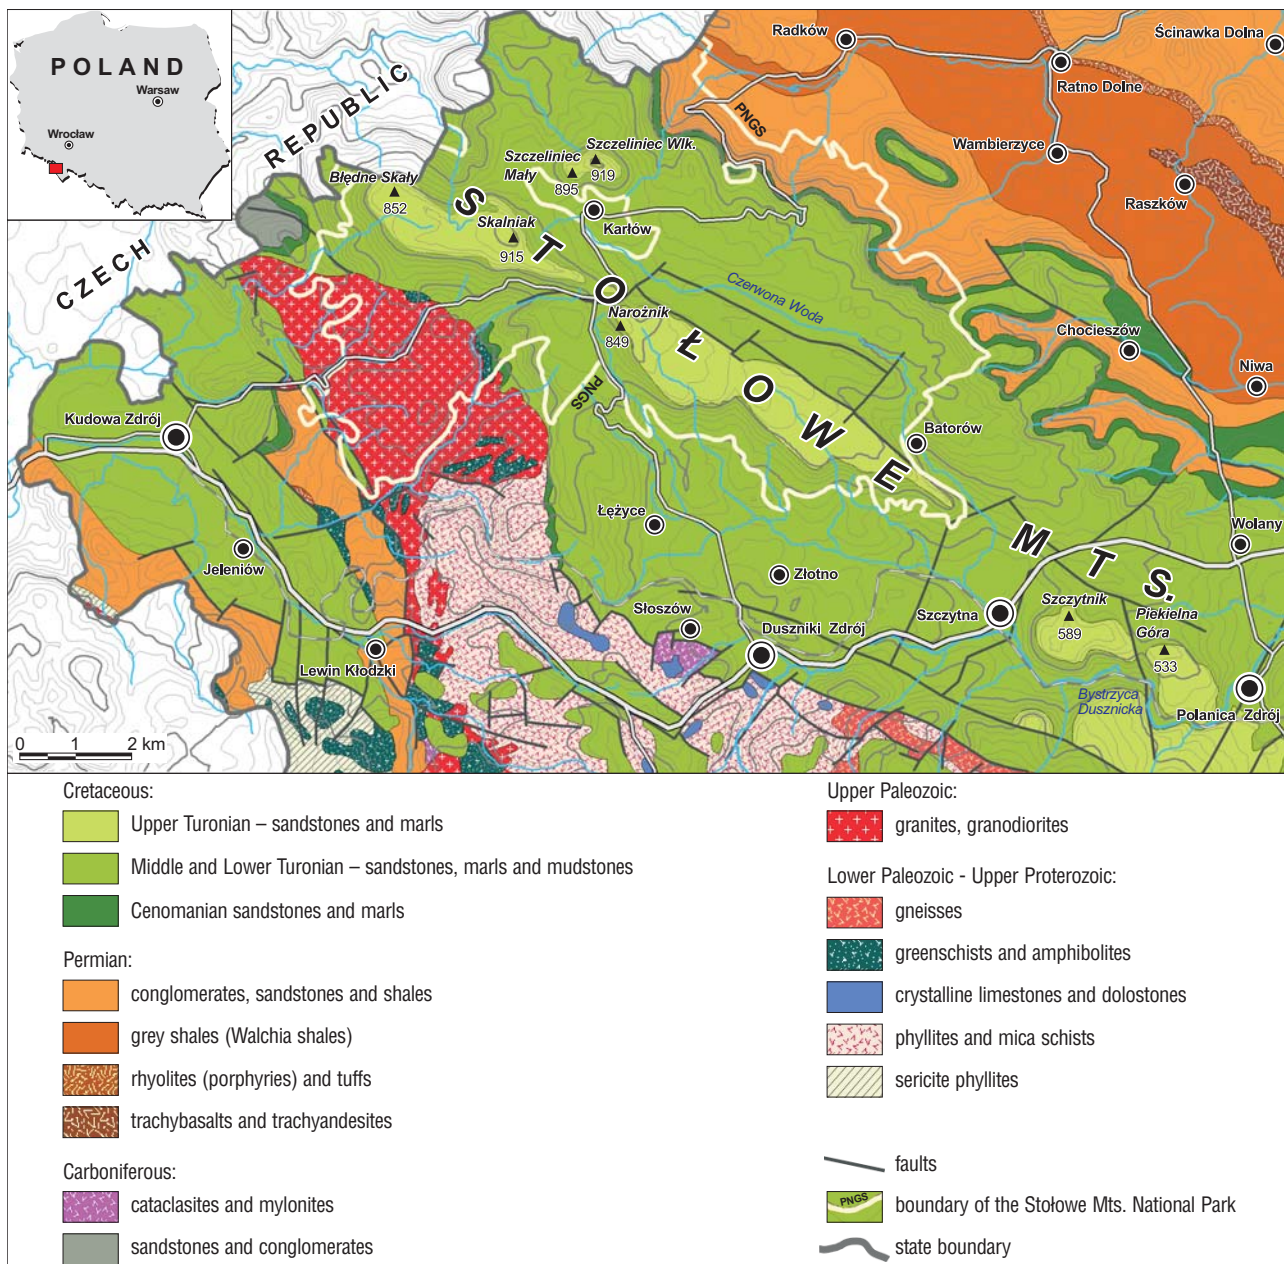 POLAND
Warsaw
Wrocław
CZECH
REPUBLIC
Radków
Ścinawka Dolna
Ratno Dolne
PNGS
Wambierzyce
Raszków
Szczeliniec Wlk.
919
Szczeliniec
Mały
895
Błędne Skały
852
Skalniak
915
Karłów
STOŁOWE MTS.
Czerwona Woda
Narożnik
849
Chocieszów
Niwa
PNGS
Kudowa Zdrój
Batorów
Łężyce
Wolany
Jeleniów
Złotno
Szczytnik
589
Piekielna
Góra
533
Słoszów
Szczytna
Duszniki Zdrój
Lewin Kłodzki
Bystrzyca
Dusznicka
Polanica Zdrój
0 1 2 km
Cretaceous:
Upper Turonian – sandstones and marls
Middle and Lower Turonian – sandstones, marls and mudstones
Cenomanian sandstones and marls
Permian:
conglomerates, sandstones and shales
grey shales (Walchia shales)
rhyolites (porphyries) and tuffs
trachybasalts and trachyandesites
Carboniferous:
cataclasites and mylonites
sandstones and conglomerates
Upper Paleozoic:
granites, granodiorites
Lower Paleozoic - Upper Proterozoic:
gneisses
greenschists and amphibolites
crystalline limestones and dolostones
phyllites and mica schists
sericite phyllites
faults
PNGS
boundary of the Stołowe Mts. National Park
state boundary